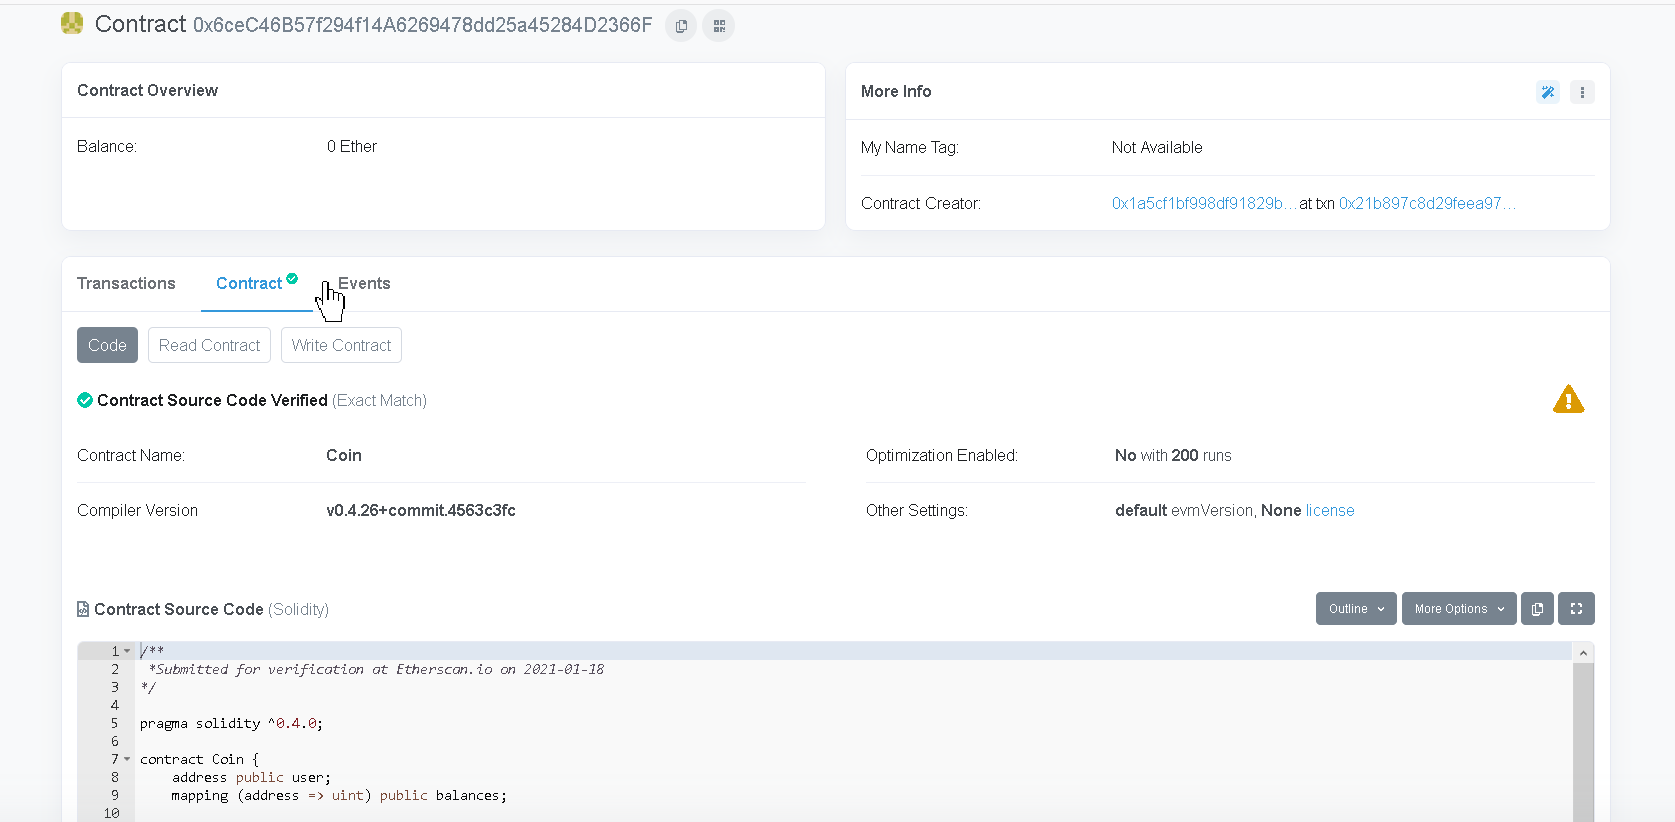 Contract 0x6ceC46B57f294f14A6269478dd25a45284D2366F
Contract Overview
Balance: 0 Ether
More Info
My Name Tag: Not Available
Contract Creator: 0x1a5cf1bf998df91829b... at txn 0x21b897c8d29feea97...
Transactions Contract Events
Code Read Contract Write Contract
Contract Source Code Verified (Exact Match)
Contract Name: Coin
Compiler Version v0.4.26+commit.4563c3fc
Optimization Enabled: No with 200 runs
Other Settings: default evmVersion, None license
Contract Source Code (Solidity)
Outline More Options
1 /**
2 *Submitted for verification at Etherscan.io on 2021-01-18
3 */
4
5 pragma solidity ^0.4.0;
6
7 contract Coin {
8 address public user;
9 mapping (address => uint) public balances;
10